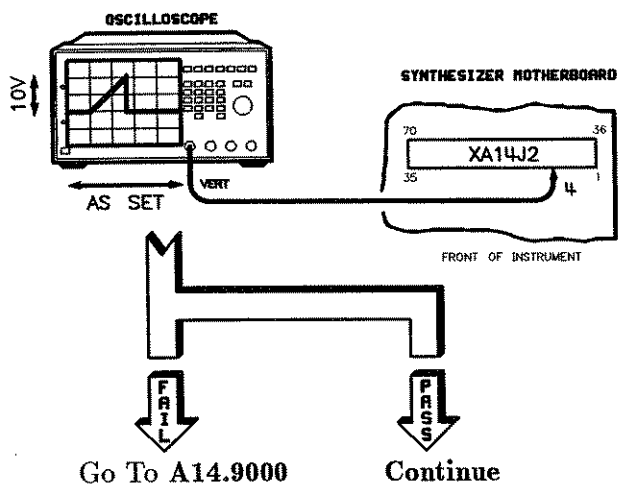 OSCILLOSCOPE
10V
AS SET
VERT
SYNTHESIZER MOTHERBOARD
70
36
XA14J2
35
1
4
FRONT OF INSTRUMENT
FAIL
PASS
Go To A14.9000
Continue